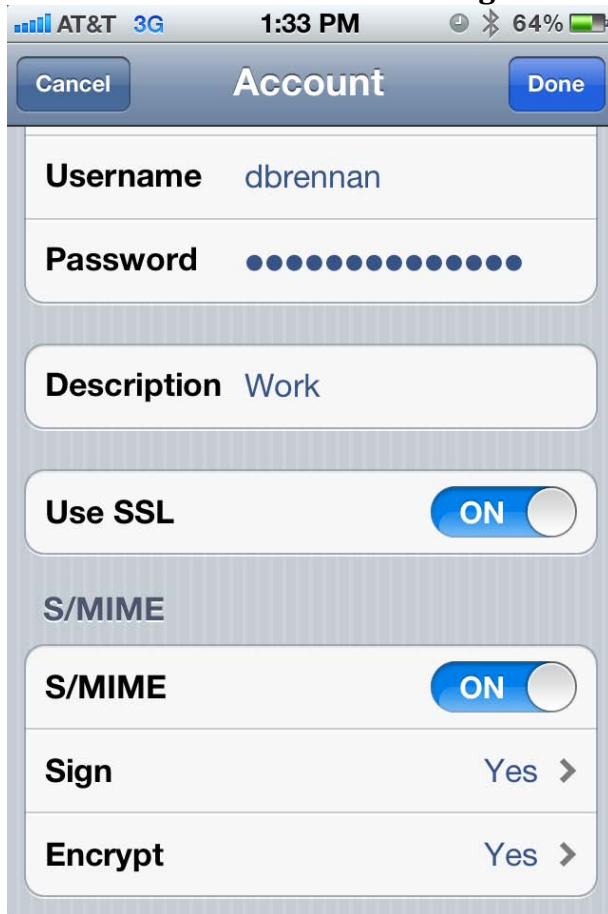 AT&T 3G 1:33 PM 64%
Cancel Account Done
Username dbrennan
Password ●●●●●●●●●●●●●●
Description Work
Use SSL ON
S/MIME
S/MIME ON
Sign Yes >
Encrypt Yes >